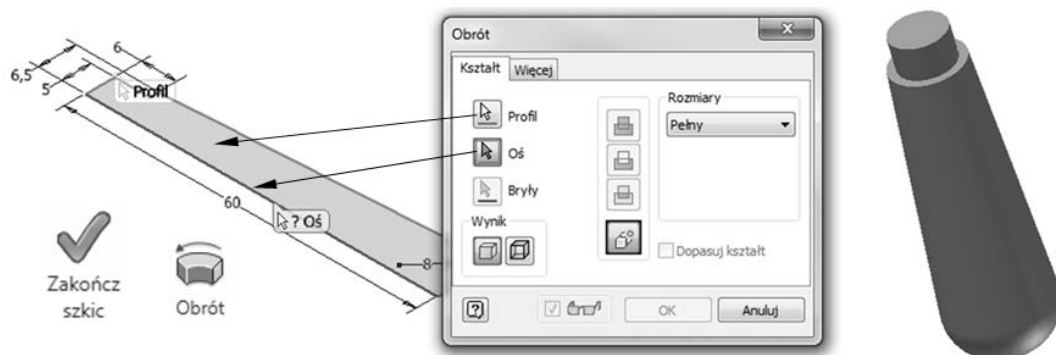 6
6,5
5
Profil
60
? Oś
8
Zakończ
szkic
Obrót
Obrót
Kształt
Więcej
Profil
Oś
Bryły
Wynik
Rozmiary
Pełny
Dopasuj kształt
OK
Anuluj